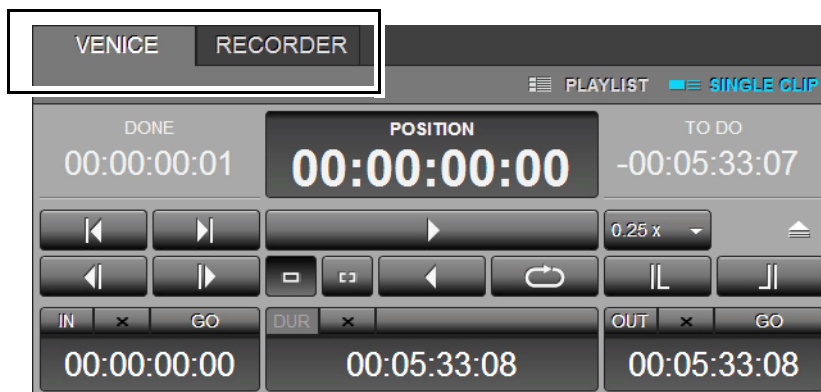 VENICE RECORDER
PLAYLIST SINGLE CLIP
DONE POSITION TO DO
00:00:00:01 00:00:00:00 -00:05:33:07
0.25 x
IN × GO DUR × OUT × GO
00:00:00:00 00:05:33:08 00:05:33:08